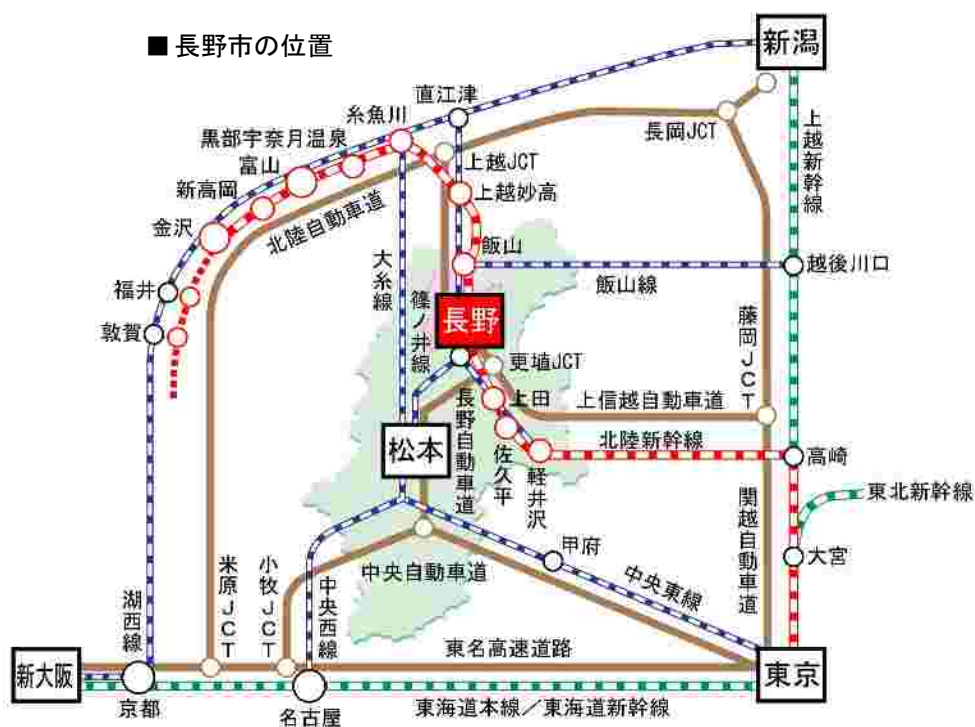 ■ 長野市の位置
新潟
直江津
糸魚川
長岡JCT
上越新幹線
黒部宇奈月温泉
富山
上越JCT
新高岡
上越妙高
金沢
北陸自動車道
飯山
大糸線
越後川口
飯山線
福井
篠ノ井線
長野
敦賀
藤岡JCT
更埴JCT
上田
上信越自動車道
長野自動車道
北陸新幹線
松本
佐久平
軽井沢
高崎
東北新幹線
関越自動車道
甲府
大宮
中央自動車道
中央東線
湖西線
米原JCT
小牧JCT
中央西線
東名高速道路
新大阪
東京
京都
名古屋
東海道本線／東海道新幹線